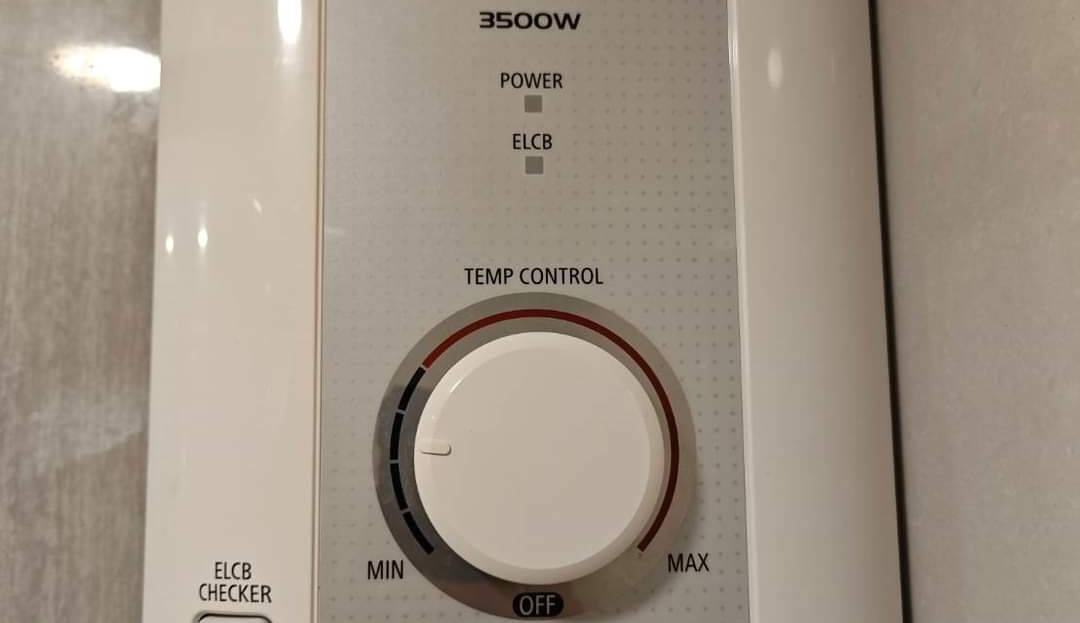 3500W
POWER
ELCB
TEMP CONTROL
MIN
MAX
OFF
ELCB
CHECKER